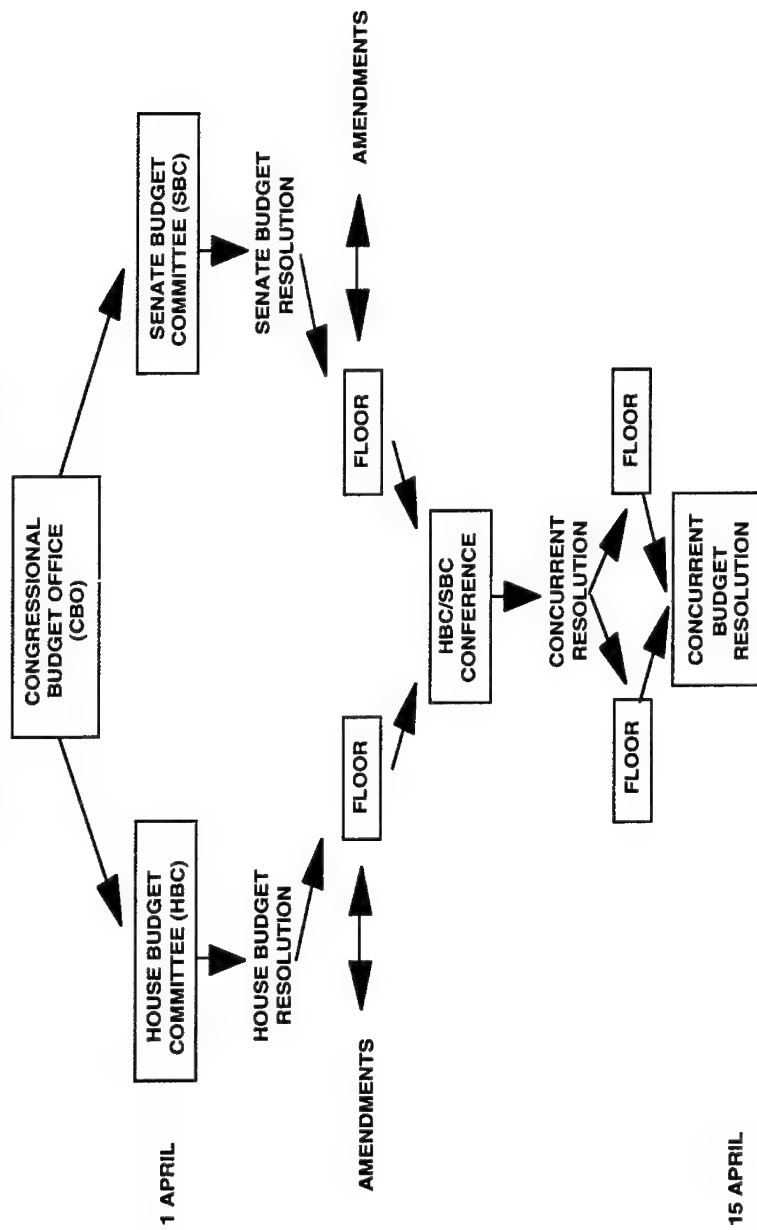 CONGRESSIONAL
BUDGET OFFICE
(CBO)
1 APRIL
HOUSE BUDGET
COMMITTEE (HBC)
SENATE BUDGET
COMMITTEE (SBC)
HOUSE BUDGET
RESOLUTION
SENATE BUDGET
RESOLUTION
AMENDMENTS
FLOOR
FLOOR
AMENDMENTS
HBC/SBC
CONFERENCE
CONCURRENT
RESOLUTION
FLOOR
FLOOR
15 APRIL
CONCURRENT
BUDGET
RESOLUTION